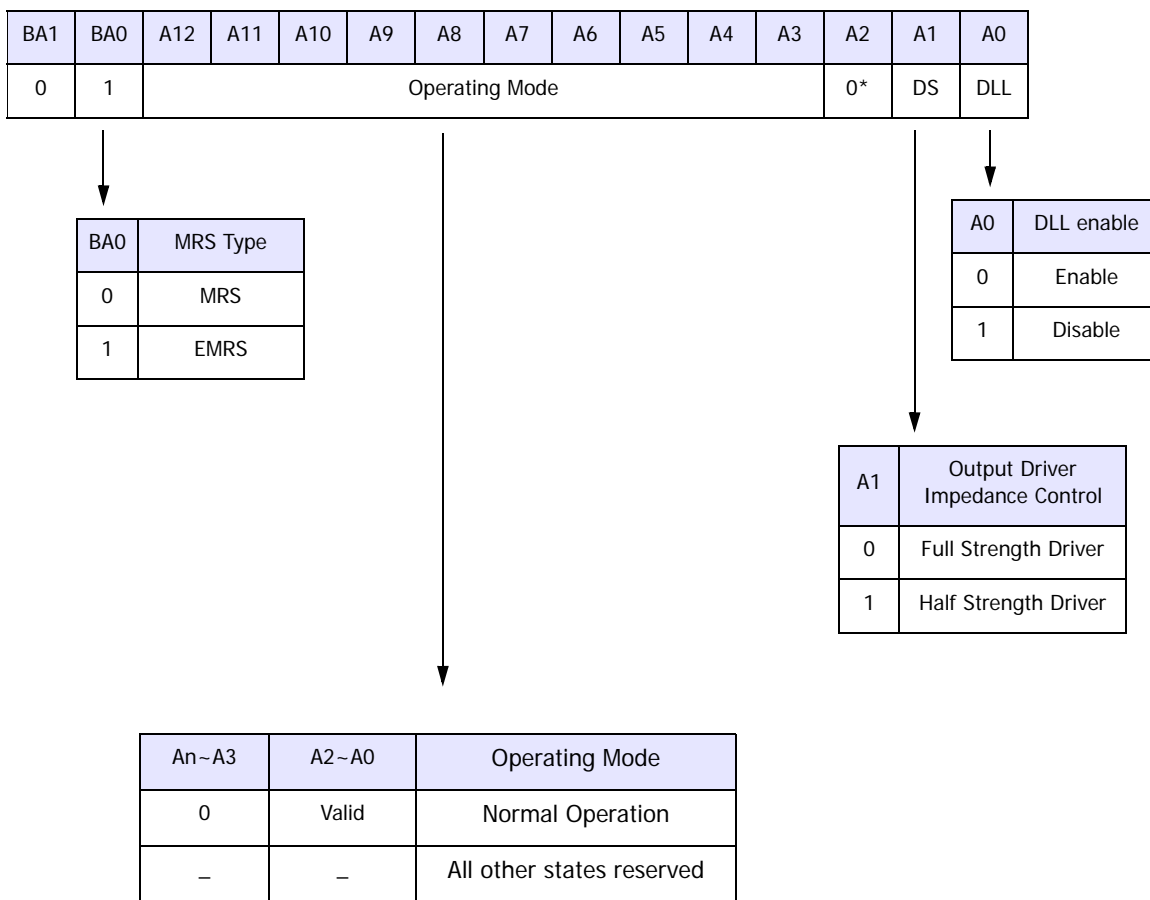 BA1 BA0 A12 A11 A10 A9 A8 A7 A6 A5 A4 A3 A2 A1 A0
0 1 Operating Mode 0* DS DLL
BA0 MRS Type
0 MRS
1 EMRS
A0 DLL enable
0 Enable
1 Disable
A1 Output Driver
Impedance Control
0 Full Strength Driver
1 Half Strength Driver
An~A3 A2~A0 Operating Mode
0 Valid Normal Operation
_ _ All other states reserved